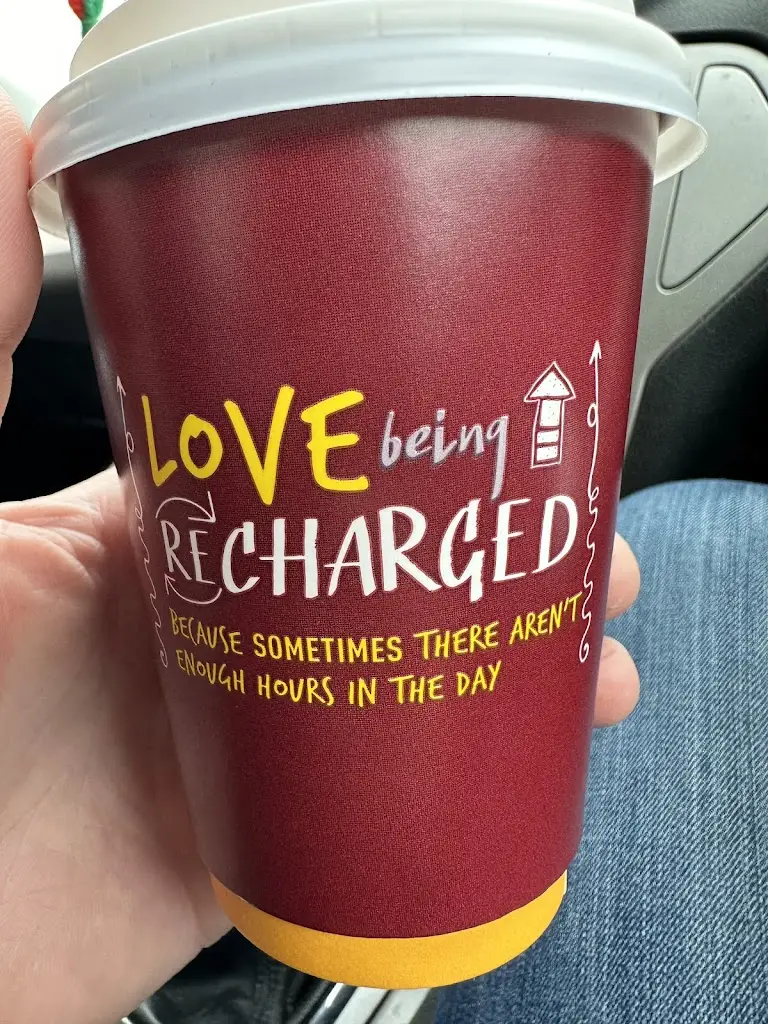 LOVE being
RECHARGED
BECAUSE SOMETIMES THERE AREN'T
ENOUGH HOURS IN THE DAY